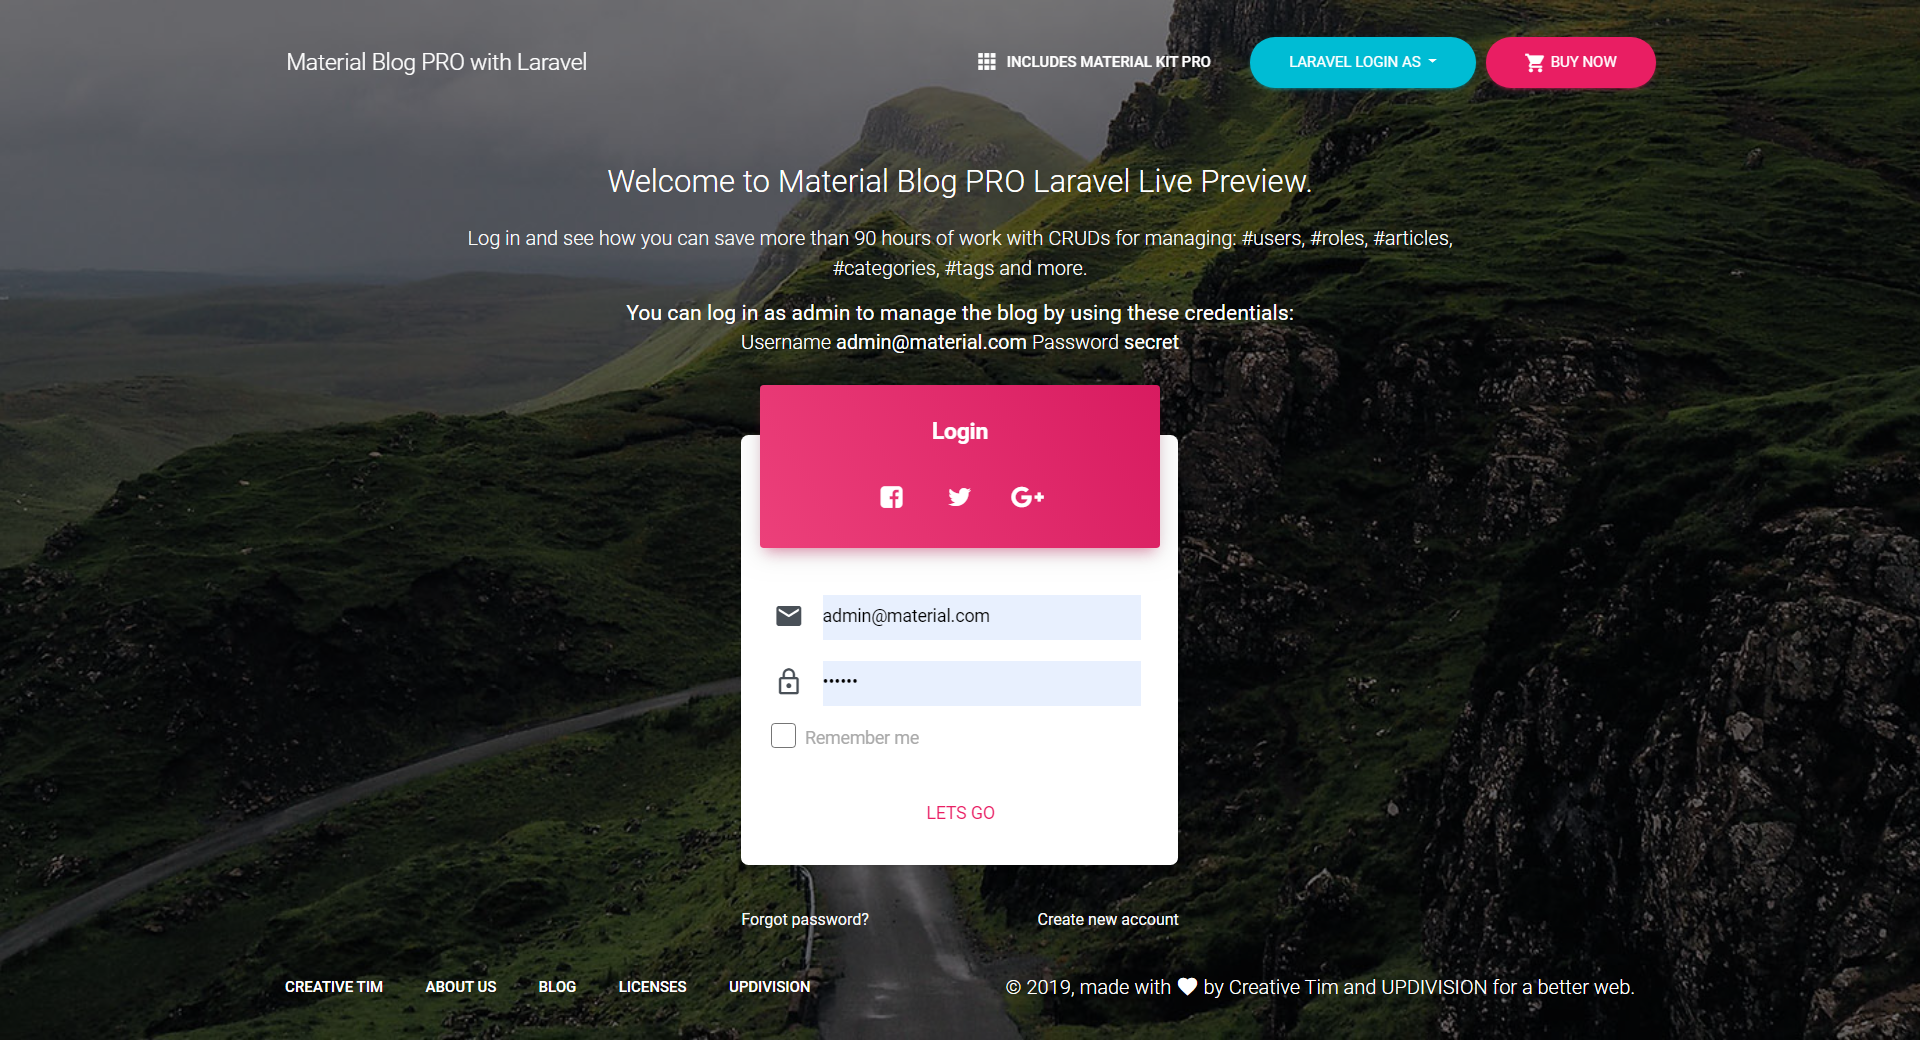 Material Blog PRO with Laravel
INCLUDES MATERIAL KIT PRO
LARAVEL LOGIN AS
BUY NOW
Welcome to Material Blog PRO Laravel Live Preview.
Log in and see how you can save more than 90 hours of work with CRUDs for managing: #users, #roles, #articles,
#categories, #tags and more.
You can log in as admin to manage the blog by using these credentials:
Username admin@material.com Password secret
Login
admin@material.com
••••••
Remember me
LETS GO
Forgot password?
Create new account
CREATIVE TIM
ABOUT US
BLOG
LICENSES
UPDIVISION
© 2019, made with ♥ by Creative Tim and UPDIVISION for a better web.